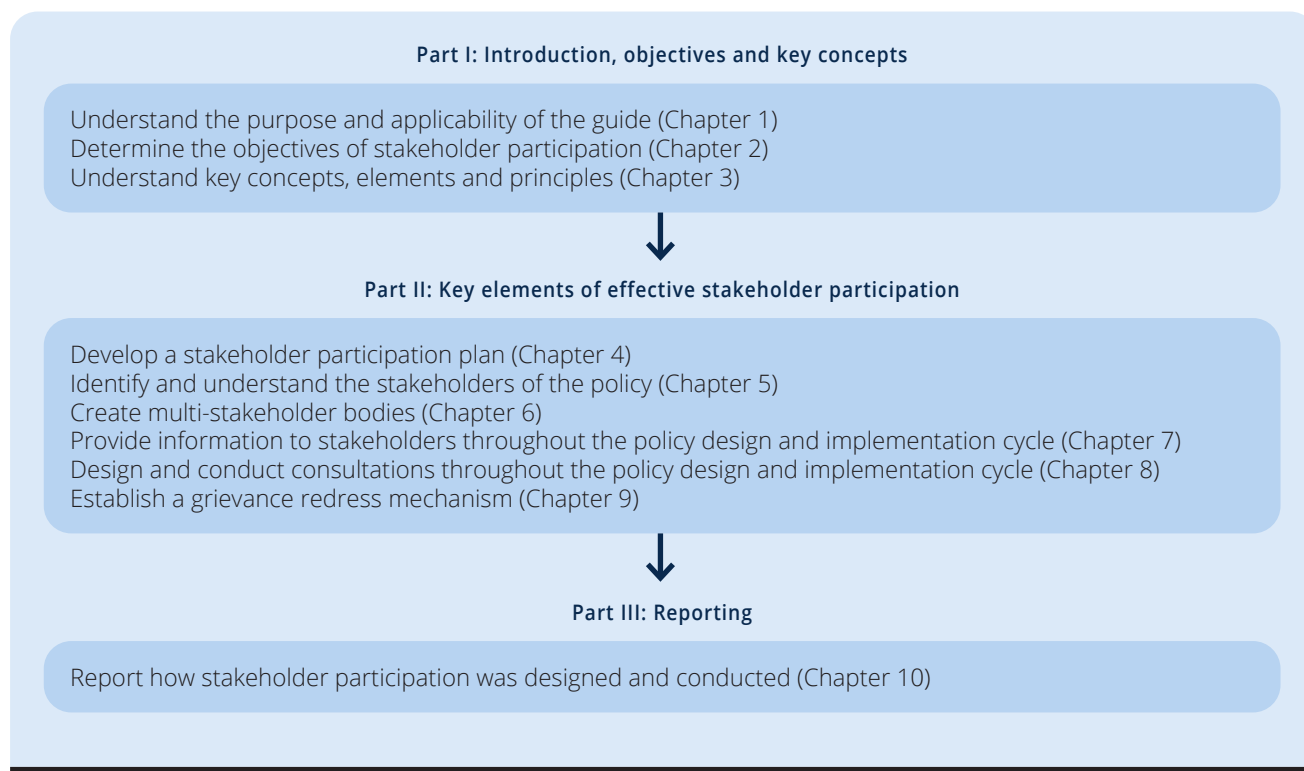 Part I: Introduction, objectives and key concepts
Understand the purpose and applicability of the guide (Chapter 1)
Determine the objectives of stakeholder participation (Chapter 2)
Understand key concepts, elements and principles (Chapter 3)
Part II: Key elements of effective stakeholder participation
Develop a stakeholder participation plan (Chapter 4)
Identify and understand the stakeholders of the policy (Chapter 5)
Create multi-stakeholder bodies (Chapter 6)
Provide information to stakeholders throughout the policy design and implementation cycle (Chapter 7)
Design and conduct consultations throughout the policy design and implementation cycle (Chapter 8)
Establish a grievance redress mechanism (Chapter 9)
Part III: Reporting
Report how stakeholder participation was designed and conducted (Chapter 10)